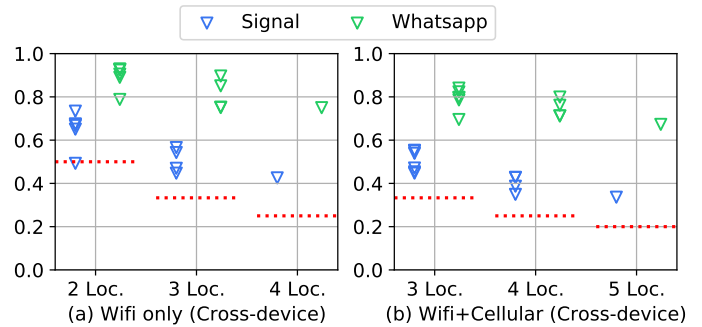 Signal Whatsapp
1.0
0.8
0.6
0.4
0.2
0.0
2 Loc. 3 Loc. 4 Loc.
(a) Wifi only (Cross-device)
1.0
0.8
0.6
0.4
0.2
0.0
3 Loc. 4 Loc. 5 Loc.
(b) Wifi+Cellular (Cross-device)